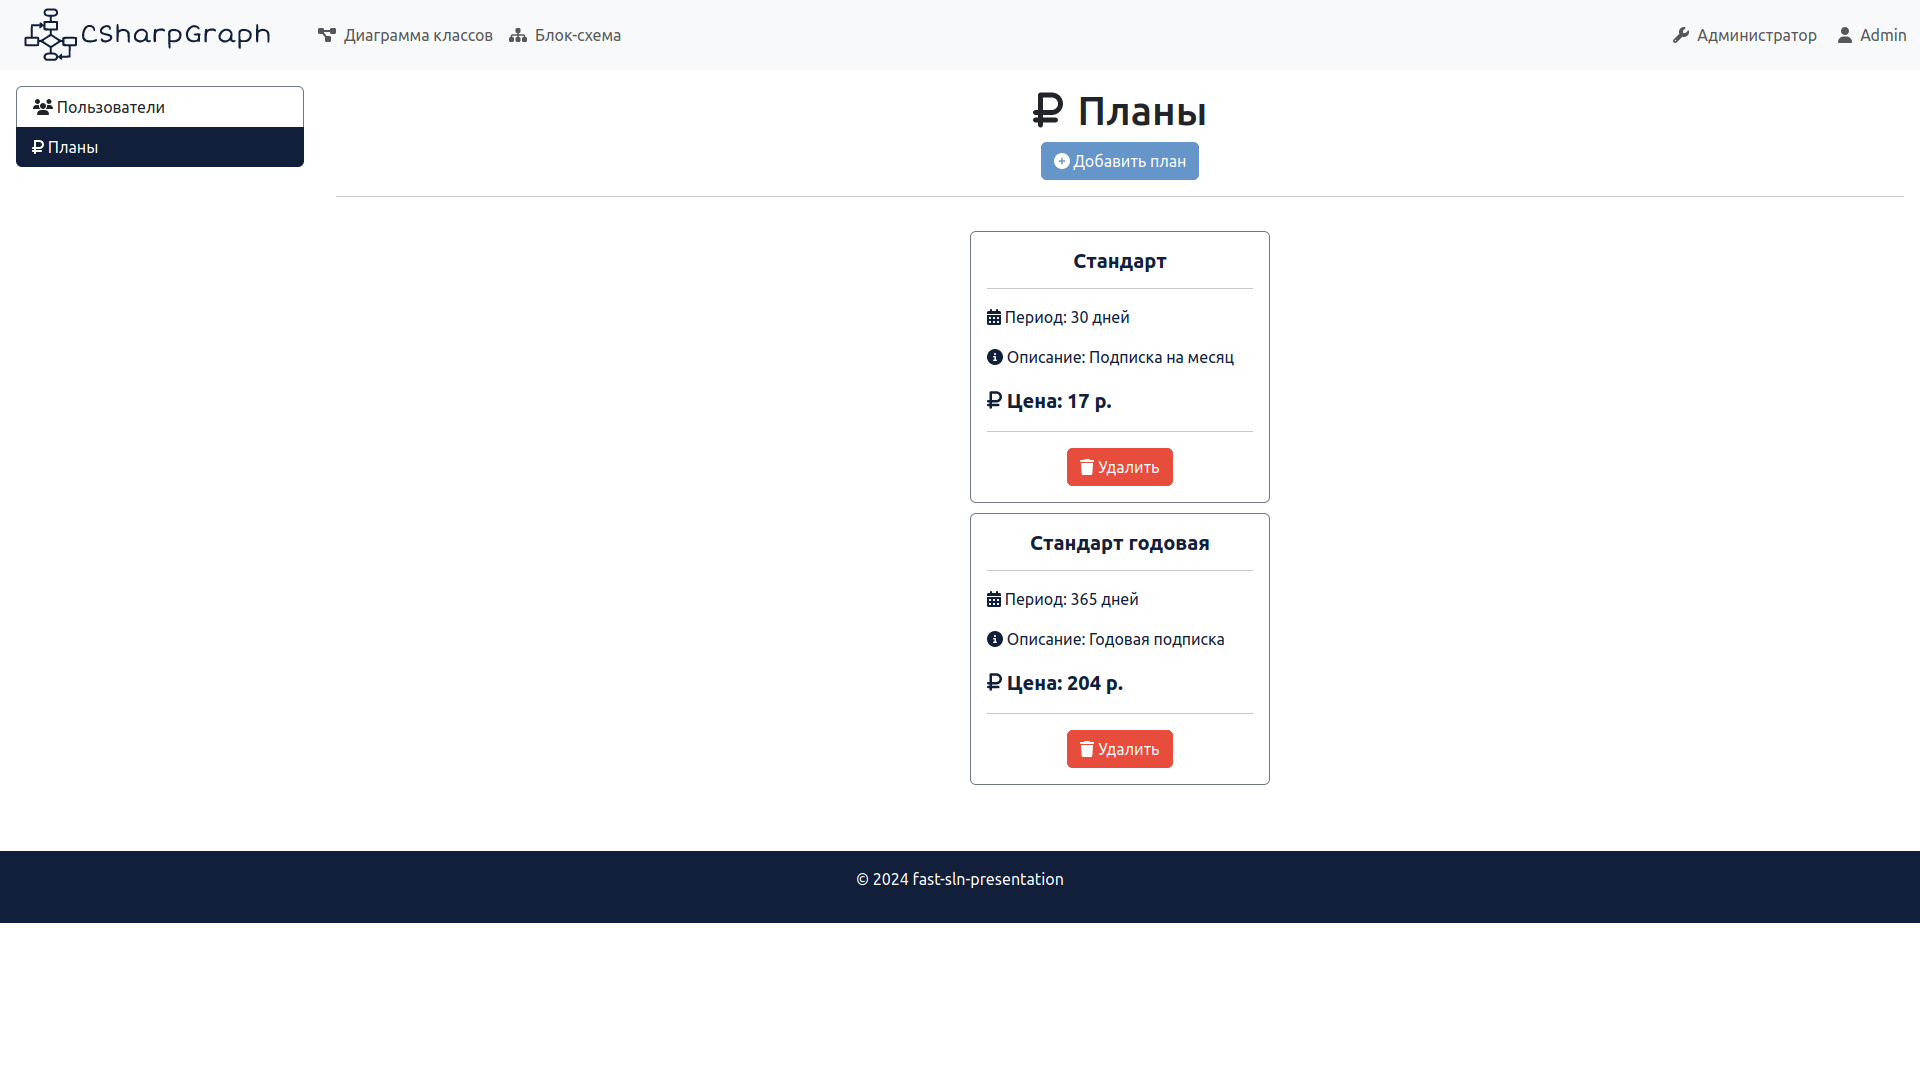 CSharpGraph
Диаграмма классов
Блок-схема
Администратор
Admin
Пользователи
Планы
Планы
Добавить план
Стандарт
Период: 30 дней
Описание: Подписка на месяц
Цена: 17 р.
Удалить
Стандарт годовая
Период: 365 дней
Описание: Годовая подписка
Цена: 204 р.
Удалить
© 2024 fast-sln-presentation